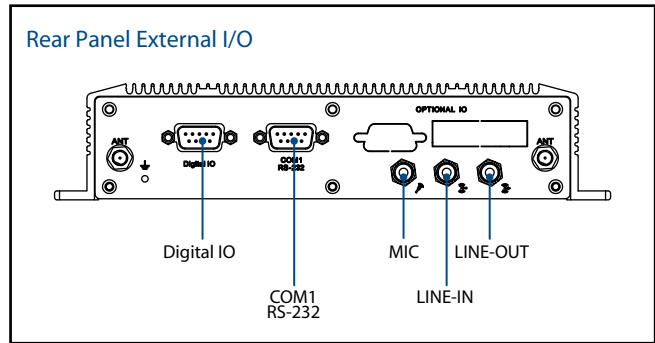 Rear Panel External I/O
OPTIONAL IO
ANT
ANT
Digital IO
COM1
RS-232
Digital IO
MIC
LINE-OUT
COM1
RS-232
LINE-IN